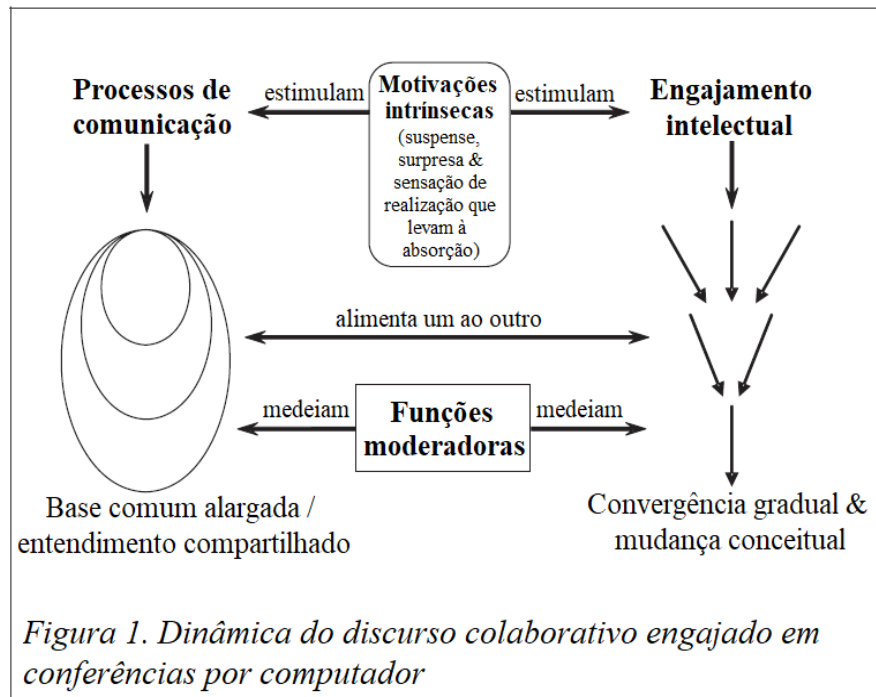 Processos de
comunicação
estimulam
Motivações
intrínsecas
(suspense,
surpresa &
sensação de
realização que
levam à
absorção)
estimulam
Engajamento
intelectual
alimenta um ao outro
medeiam
Funções
moderadoras
medeiam
Base comum alargada /
entendimento compartilhado
Convergência gradual &
mudança conceitual
Figura 1. Dinâmica do discurso colaborativo engajado em
conferências por computador